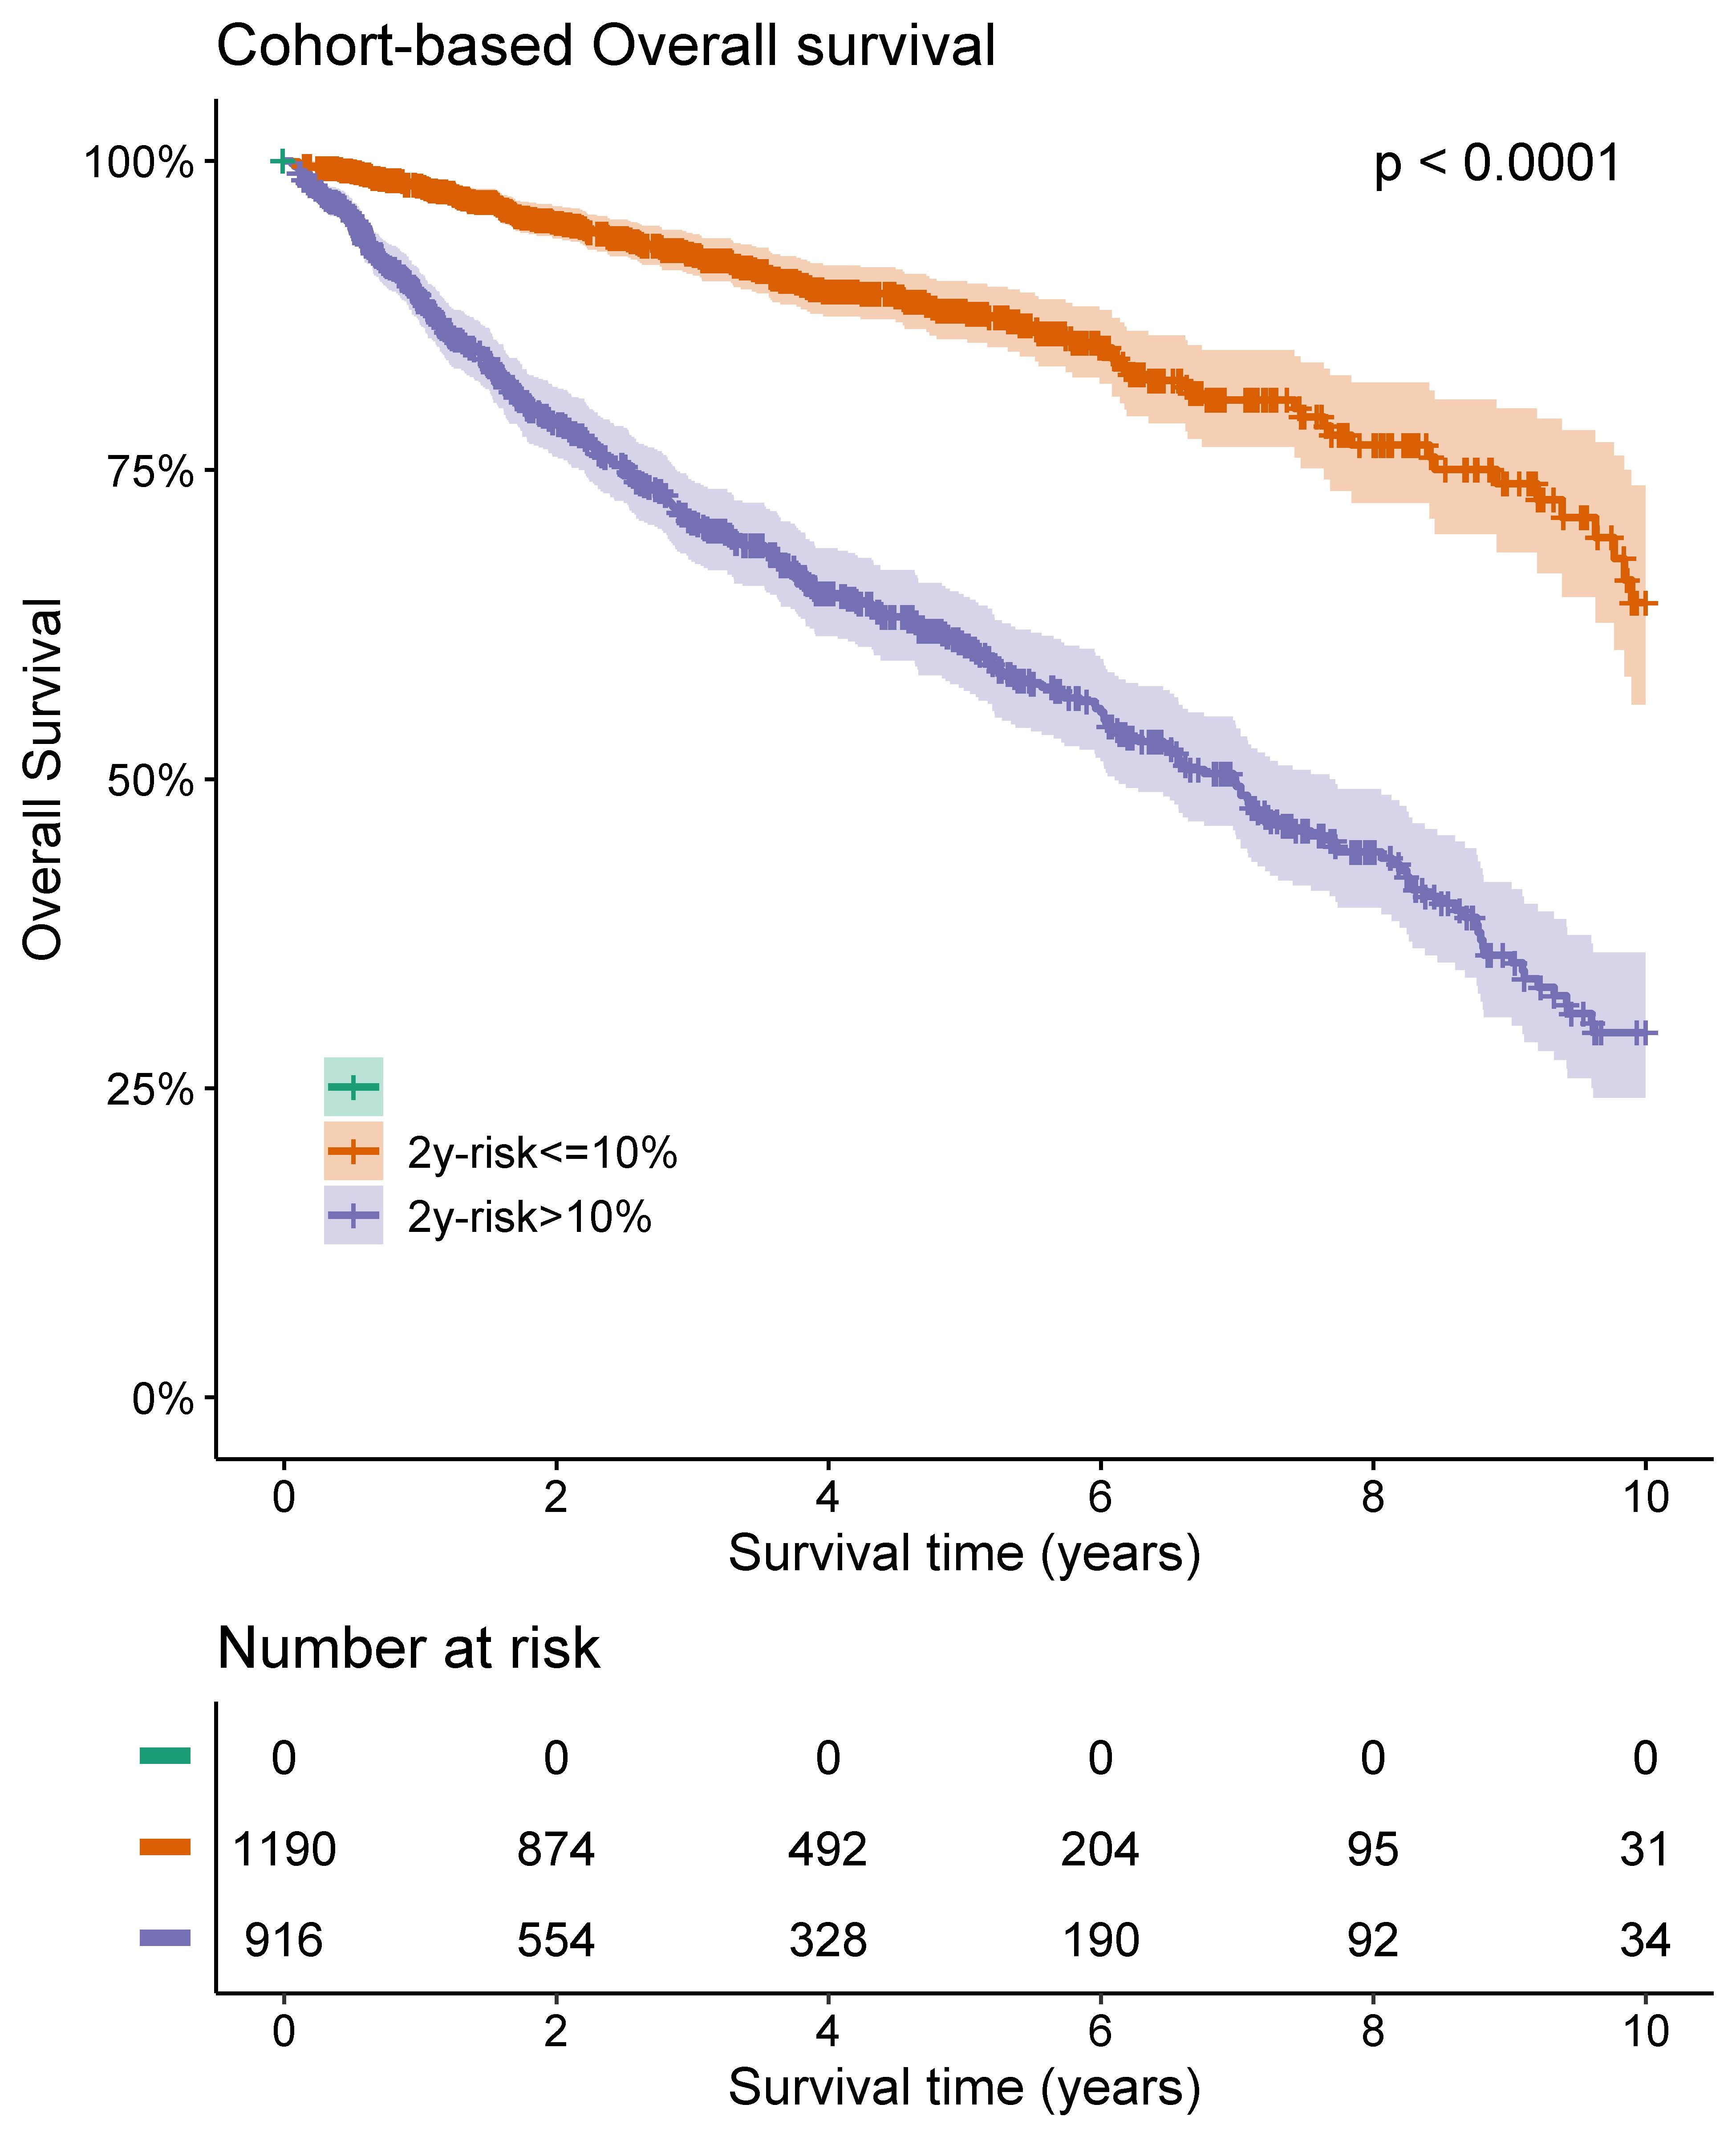 Cohort-based Overall survival
p < 0.0001
100%
75%
50%
25%
0%
Overall Survival
2y-risk<=10%
2y-risk>10%
0 2 4 6 8 10
Survival time (years)
Number at risk
0 0 0 0 0 0
1190 874 492 204 95 31
916 554 328 190 92 34
0 2 4 6 8 10
Survival time (years)